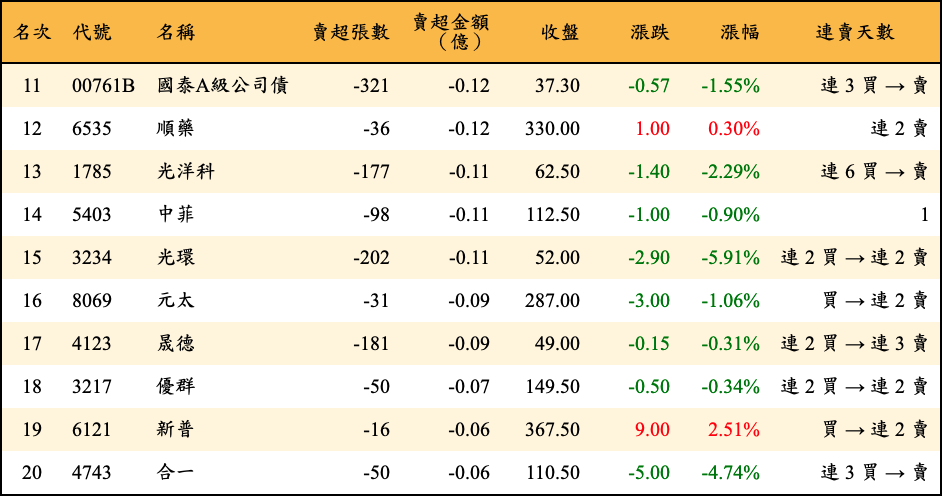 名次 代號 名稱 賣超張數 賣超金額（億） 收盤 漲跌 漲幅 連賣天數
11 00761B 國泰A級公司債 -321 -0.12 37.30 -0.57 -1.55% 連 3 買 → 賣
12 6535 順藥 -36 -0.12 330.00 1.00 0.30% 連 2 賣
13 1785 光洋科 -177 -0.11 62.50 -1.40 -2.29% 連 6 買 → 賣
14 5403 中菲 -98 -0.11 112.50 -1.00 -0.90% 1
15 3234 光環 -202 -0.11 52.00 -2.90 -5.91% 連 2 買 → 連 2 賣
16 8069 元太 -31 -0.09 287.00 -3.00 -1.06% 買 → 連 2 賣
17 4123 晟德 -181 -0.09 49.00 -0.15 -0.31% 連 2 買 → 連 3 賣
18 3217 優群 -50 -0.07 149.50 -0.50 -0.34% 連 2 買 → 連 2 賣
19 6121 新普 -16 -0.06 367.50 9.00 2.51% 買 → 連 2 賣
20 4743 合一 -50 -0.06 110.50 -5.00 -4.74% 連 3 買 → 賣